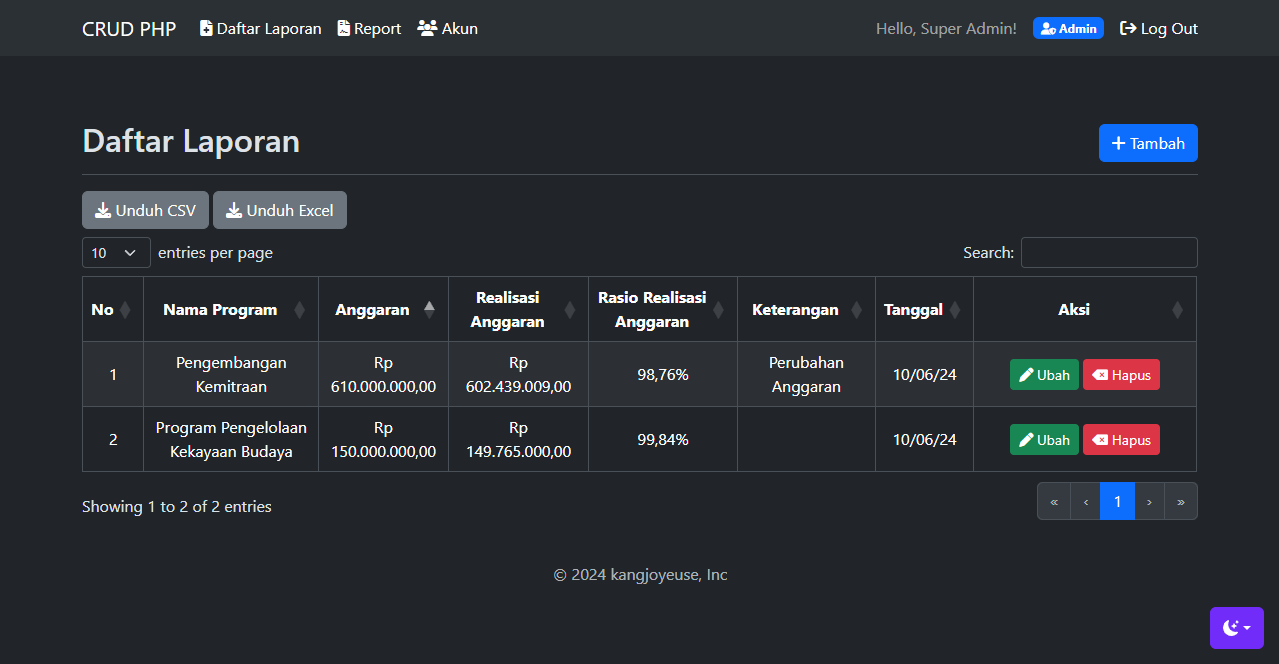 CRUD PHP Daftar Laporan Report Akun Hello, Super Admin! Admin Log Out
Daftar Laporan
Tambah
Unduh CSV Unduh Excel
10 entries per page Search:
No Nama Program Anggaran Realisasi Anggaran Rasio Realisasi Anggaran Keterangan Tanggal Aksi
1 Pengembangan Kemitraan Rp 610.000.000,00 Rp 602.439.009,00 98,76% Perubahan Anggaran 10/06/24 Ubah Hapus
2 Program Pengelolaan Kekayaan Budaya Rp 150.000.000,00 Rp 149.765.000,00 99,84% 10/06/24 Ubah Hapus
Showing 1 to 2 of 2 entries « ‹ 1 › »
© 2024 kangjoyeuse, Inc